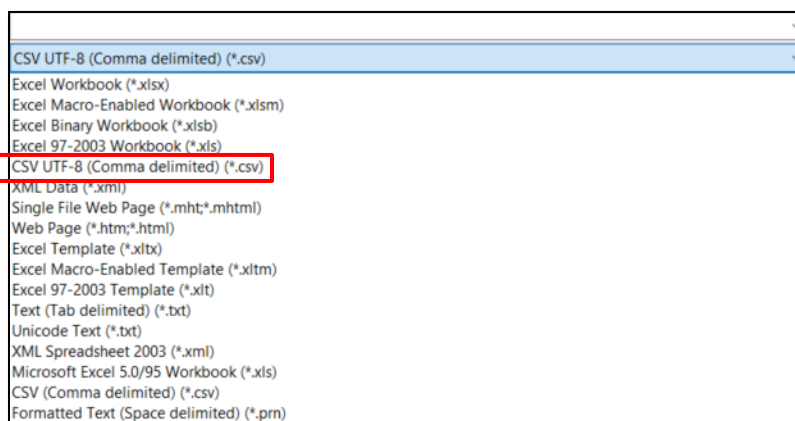 CSV UTF-8 (Comma delimited) (*.csv)
Excel Workbook (*.xlsx)
Excel Macro-Enabled Workbook (*.xlsm)
Excel Binary Workbook (*.xlsb)
Excel 97-2003 Workbook (*.xls)
CSV UTF-8 (Comma delimited) (*.csv)
XML Data (*.xml)
Single File Web Page (*.mht;*.mhtml)
Web Page (*.htm;*.html)
Excel Template (*.xltx)
Excel Macro-Enabled Template (*.xltm)
Excel 97-2003 Template (*.xlt)
Text (Tab delimited) (*.txt)
Unicode Text (*.txt)
XML Spreadsheet 2003 (*.xml)
Microsoft Excel 5.0/95 Workbook (*.xls)
CSV (Comma delimited) (*.csv)
Formatted Text (Space delimited) (*.prn)